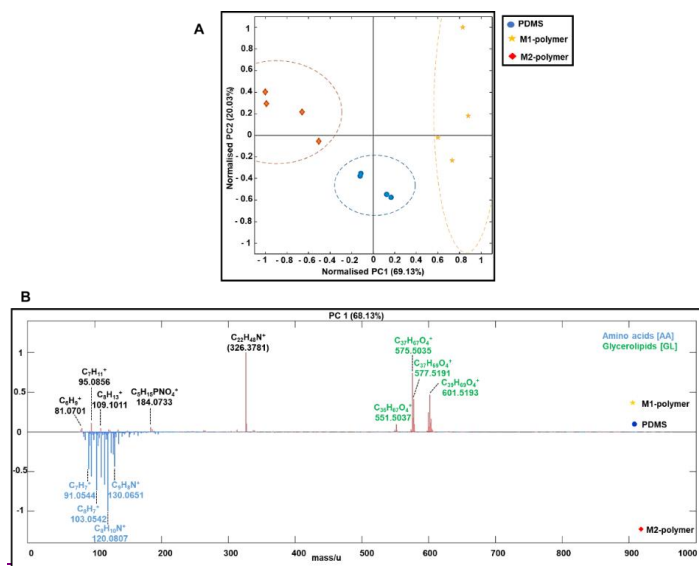 A
PDMS
M1-polymer
M2-polymer
Normalised PC2 (20.03%)
1
0.8
0.6
0.4
0.2
0
- 0.2
- 0.4
- 0.6
- 0.8
- 1
- 1 - 0.8 - 0.6 - 0.4 - 0.2 0 0.2 0.4 0.6 0.8 1
Normalised PC1 (69.13%)
B
PC 1 (68.13%)
Amino acids [AA]
Glycerolipids [GL]
C₂₂H₄₈N⁺
(326.3781)
C₃₇H₆₇O₄⁺
575.5035
C₃₇H₆₉O₄⁺
577.5191
C₃₉H₆₉O₄⁺
601.5193
C₃₅H₆₇O₄⁺
551.5037
C₇H₁₁⁺
95.0856
C₈H₁₃⁺
109.1011
C₆H₉⁺
81.0701
C₅H₁₅PNO₄⁺
184.0733
M1-polymer
PDMS
C₇H₇⁺
91.0544
C₉H₈N⁺
130.0651
C₈H₇⁺
103.0542
C₈H₁₀N⁺
120.0807
M2-polymer
1
0.5
0
-0.5
-1
0 100 200 300 400 500 600 700 800 900 1000
mass/u